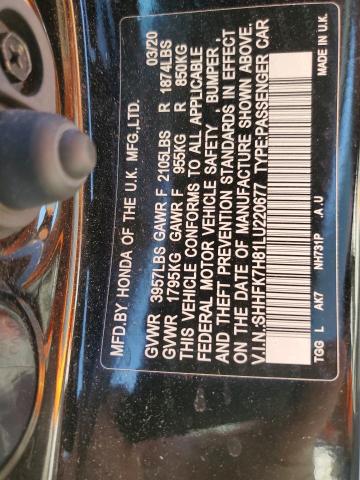 MFD.BY HONDA OF THE U.K. MFG.,LTD. 03/20
GVWR 3957LBS GAWR F 2105LBS R 1874LBS
GVWR 1795KG GAWR F 955KG R 850KG
THIS VEHICLE CONFORMS TO ALL APPLICABLE
FEDERAL MOTOR VEHICLE SAFETY, BUMPER,
AND THEFT PREVENTION STANDARDS IN EFFECT
ON THE DATE OF MANUFACTURE SHOWN ABOVE.
V.I.N.:SHHFK7H81LU220677 TYPE:PASSENGER CAR
TGG L AK7 NH731P .A U MADE IN U.K.